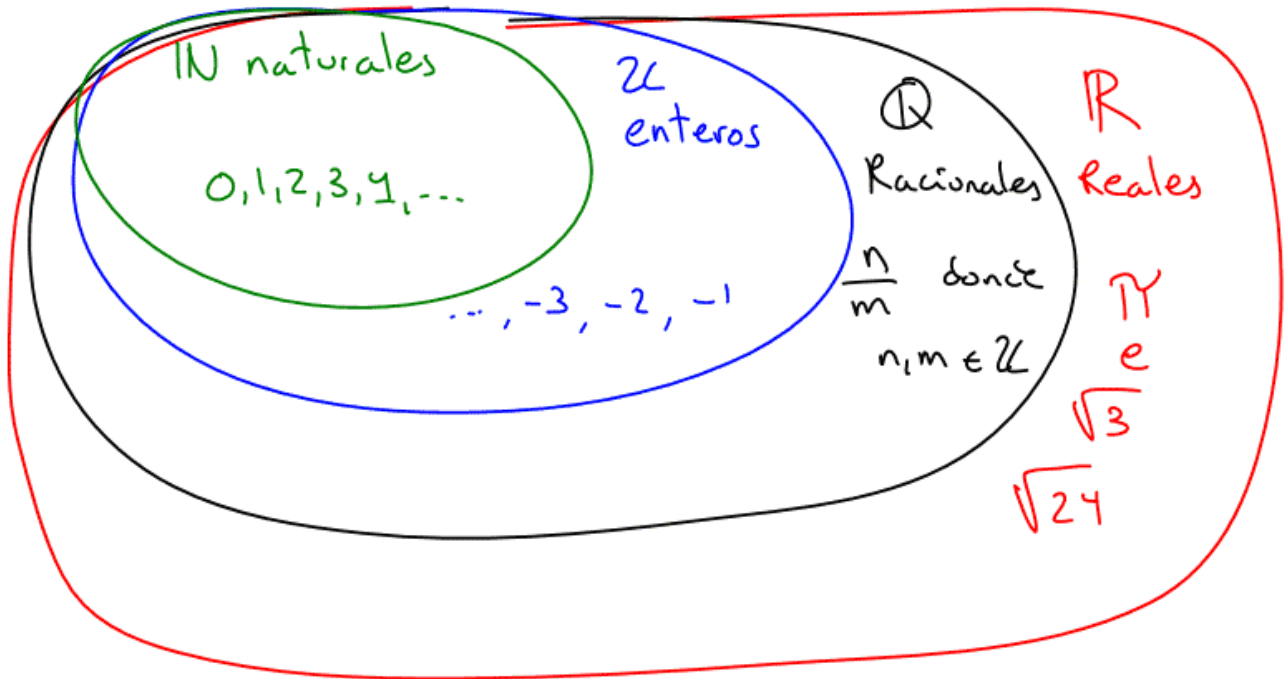 ℕ naturales
0,1,2,3,4,...
ℤ
enteros
..., -3, -2, -1
ℚ
Racionales
n/m donde
n,m ∈ ℤ
ℝ
Reales
π
e
√3
√24